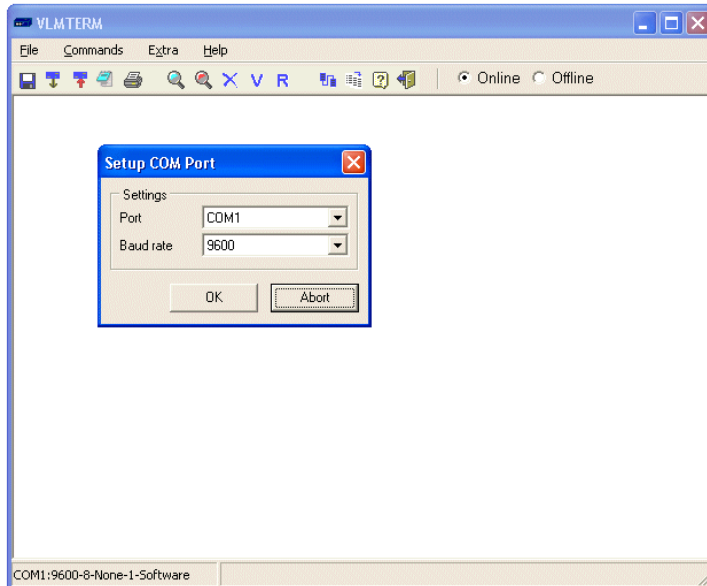 VLMTERM
File Commands Extra Help
V R Online Offline
Setup COM Port
Settings
Port COM1
Baud rate 9600
OK Abort
COM1:9600-8-None-1-Software